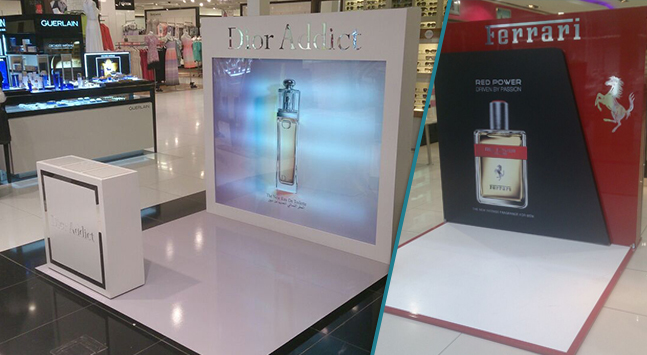 GUERLAIN
Dior Addict
Dior Addict
GUERLAIN
Ferrari
RED POWER
DRIVEN BY PASSION
Ferrari